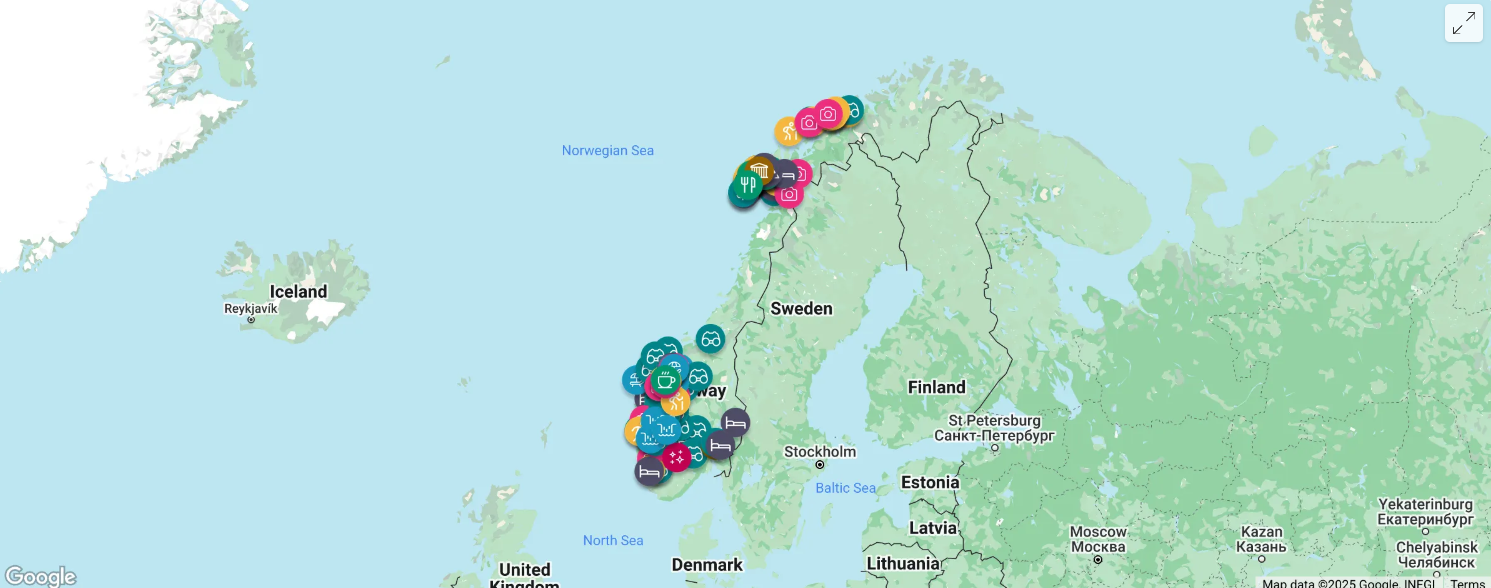 Norwegian Sea
Iceland
Reykjavík
Sweden
way
Finland
St Petersburg
Санкт-Петербург
Stockholm
Baltic Sea
Estonia
Yekaterinburg
Екатеринбург
Latvia
Moscow
Москва
Kazan
Казань
North Sea
Chelyabinsk
Челябинск
Denmark
Lithuania
United
Kingdom
Google
Map data ©2025 Google, INEGI
Terms